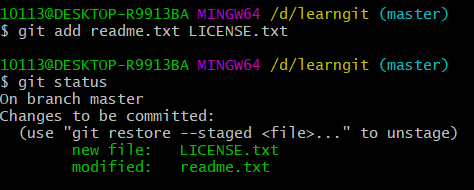 10113@DESKTOP-R9913BA MINGW64 /d/learngit (master)
$ git add readme.txt LICENSE.txt
10113@DESKTOP-R9913BA MINGW64 /d/learngit (master)
$ git status
On branch master
Changes to be committed:
  (use "git restore --staged <file>..." to unstage)
        new file:   LICENSE.txt
        modified:   readme.txt